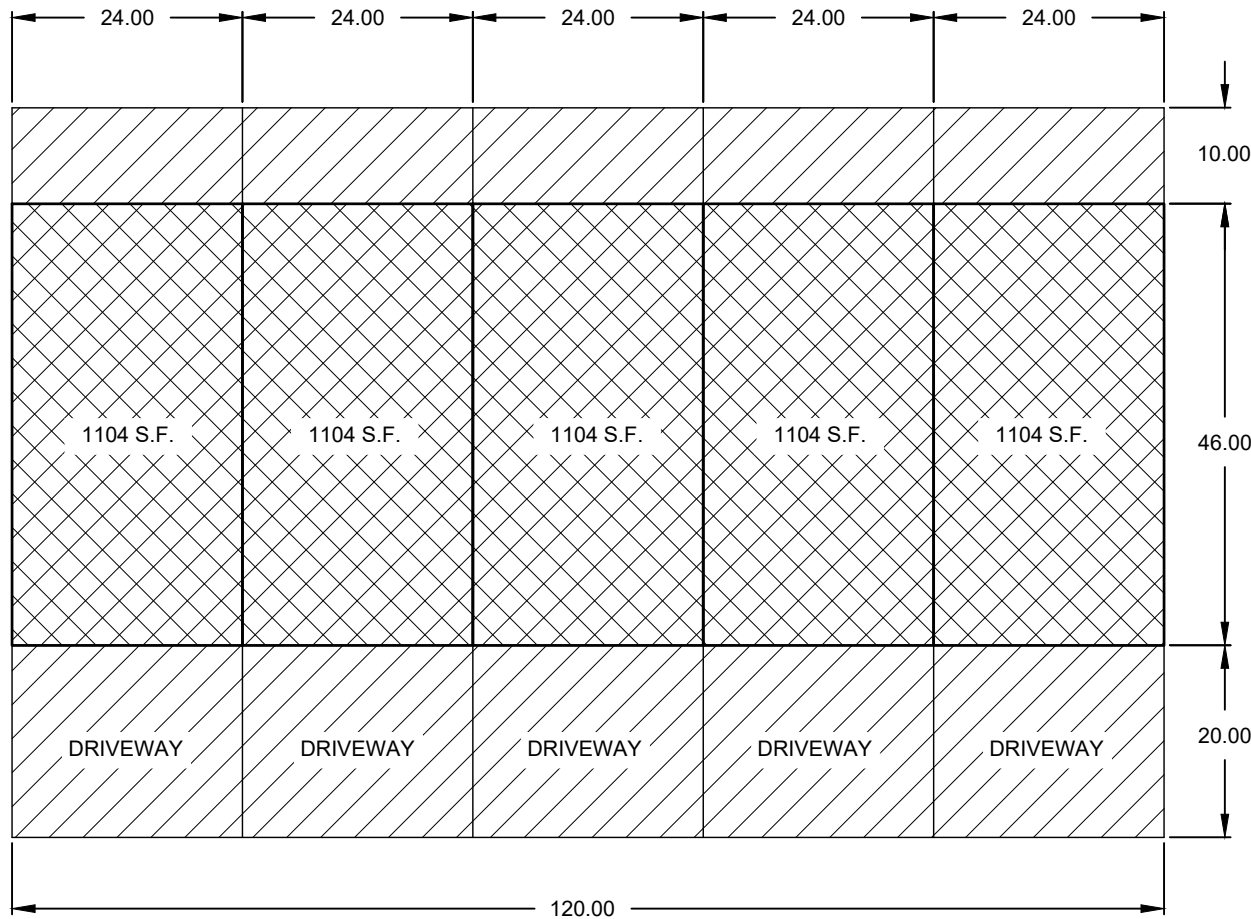 24.00 24.00 24.00 24.00 24.00
10.00
1104 S.F. 1104 S.F. 1104 S.F. 1104 S.F. 1104 S.F.
46.00
DRIVEWAY DRIVEWAY DRIVEWAY DRIVEWAY DRIVEWAY
20.00
120.00